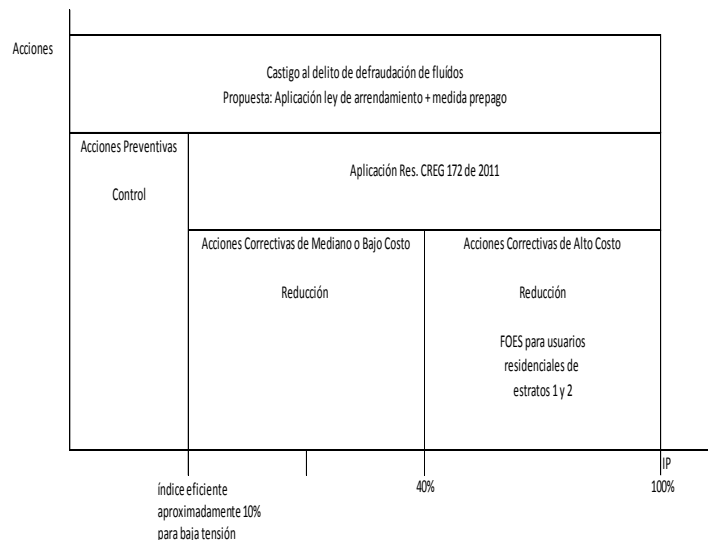 Acciones
Castigo al delito de defraudación de fluídos
Propuesta: Aplicación ley de arrendamiento + medida prepago
Acciones Preventivas
Control
Aplicación Res. CREG 172 de 2011
Acciones Correctivas de Mediano o Bajo Costo
Reducción
Acciones Correctivas de Alto Costo
Reducción
FOES para usuarios
residenciales de
estratos 1 y 2
IP
índice eficiente
aproximadamente 10%
para baja tensión
40%
100%